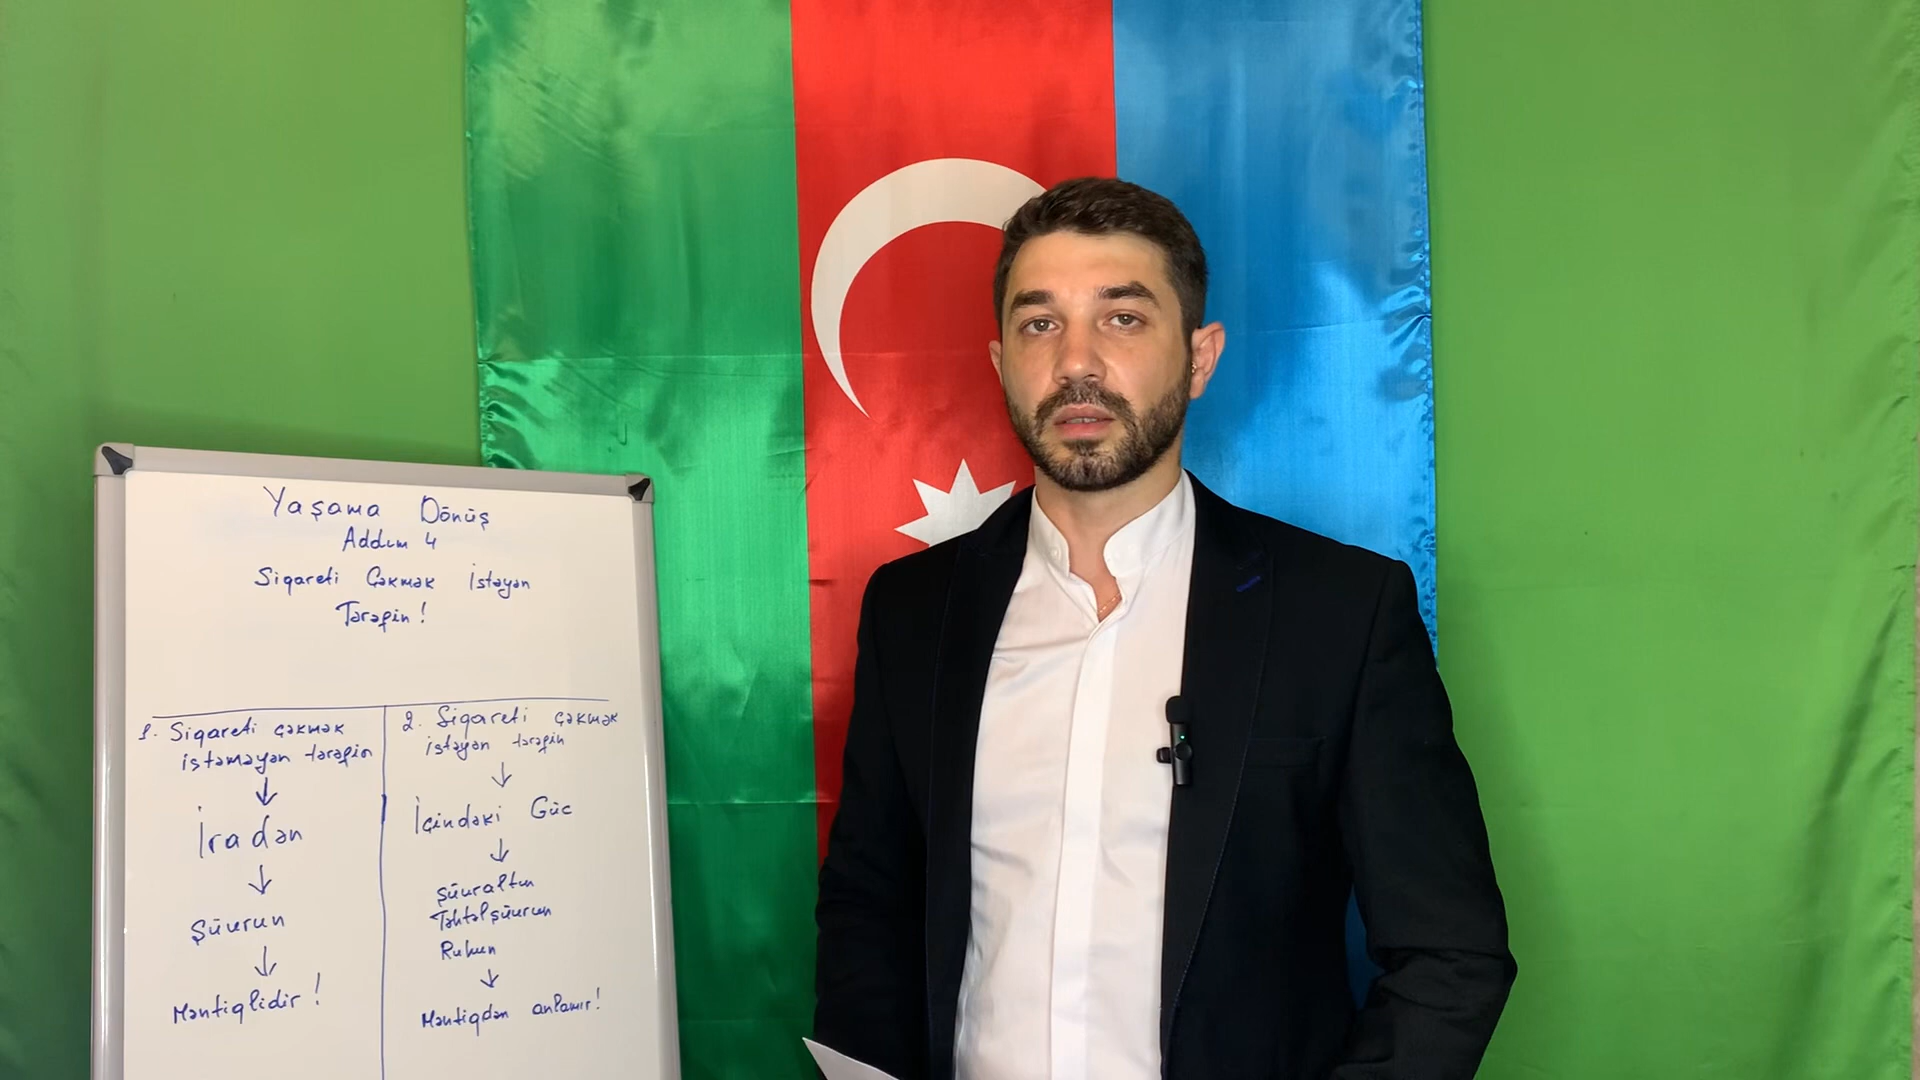 Yaşama Dönüş
Addım 4
Siqareti Çəkmək İstəyən
Tərəfin!
1. Siqareti çəkmək
istəməyən tərəfin
↓
İradən
↓
Şüurun
↓
Məntiqlidir!
2. Siqareti çəkmək
istəyən tərəfin
↓
İçindəki Güc
↓
Şüuraltın
Təhtəlşüurun
Ruhun
↓
Məntiqdən anlamır!